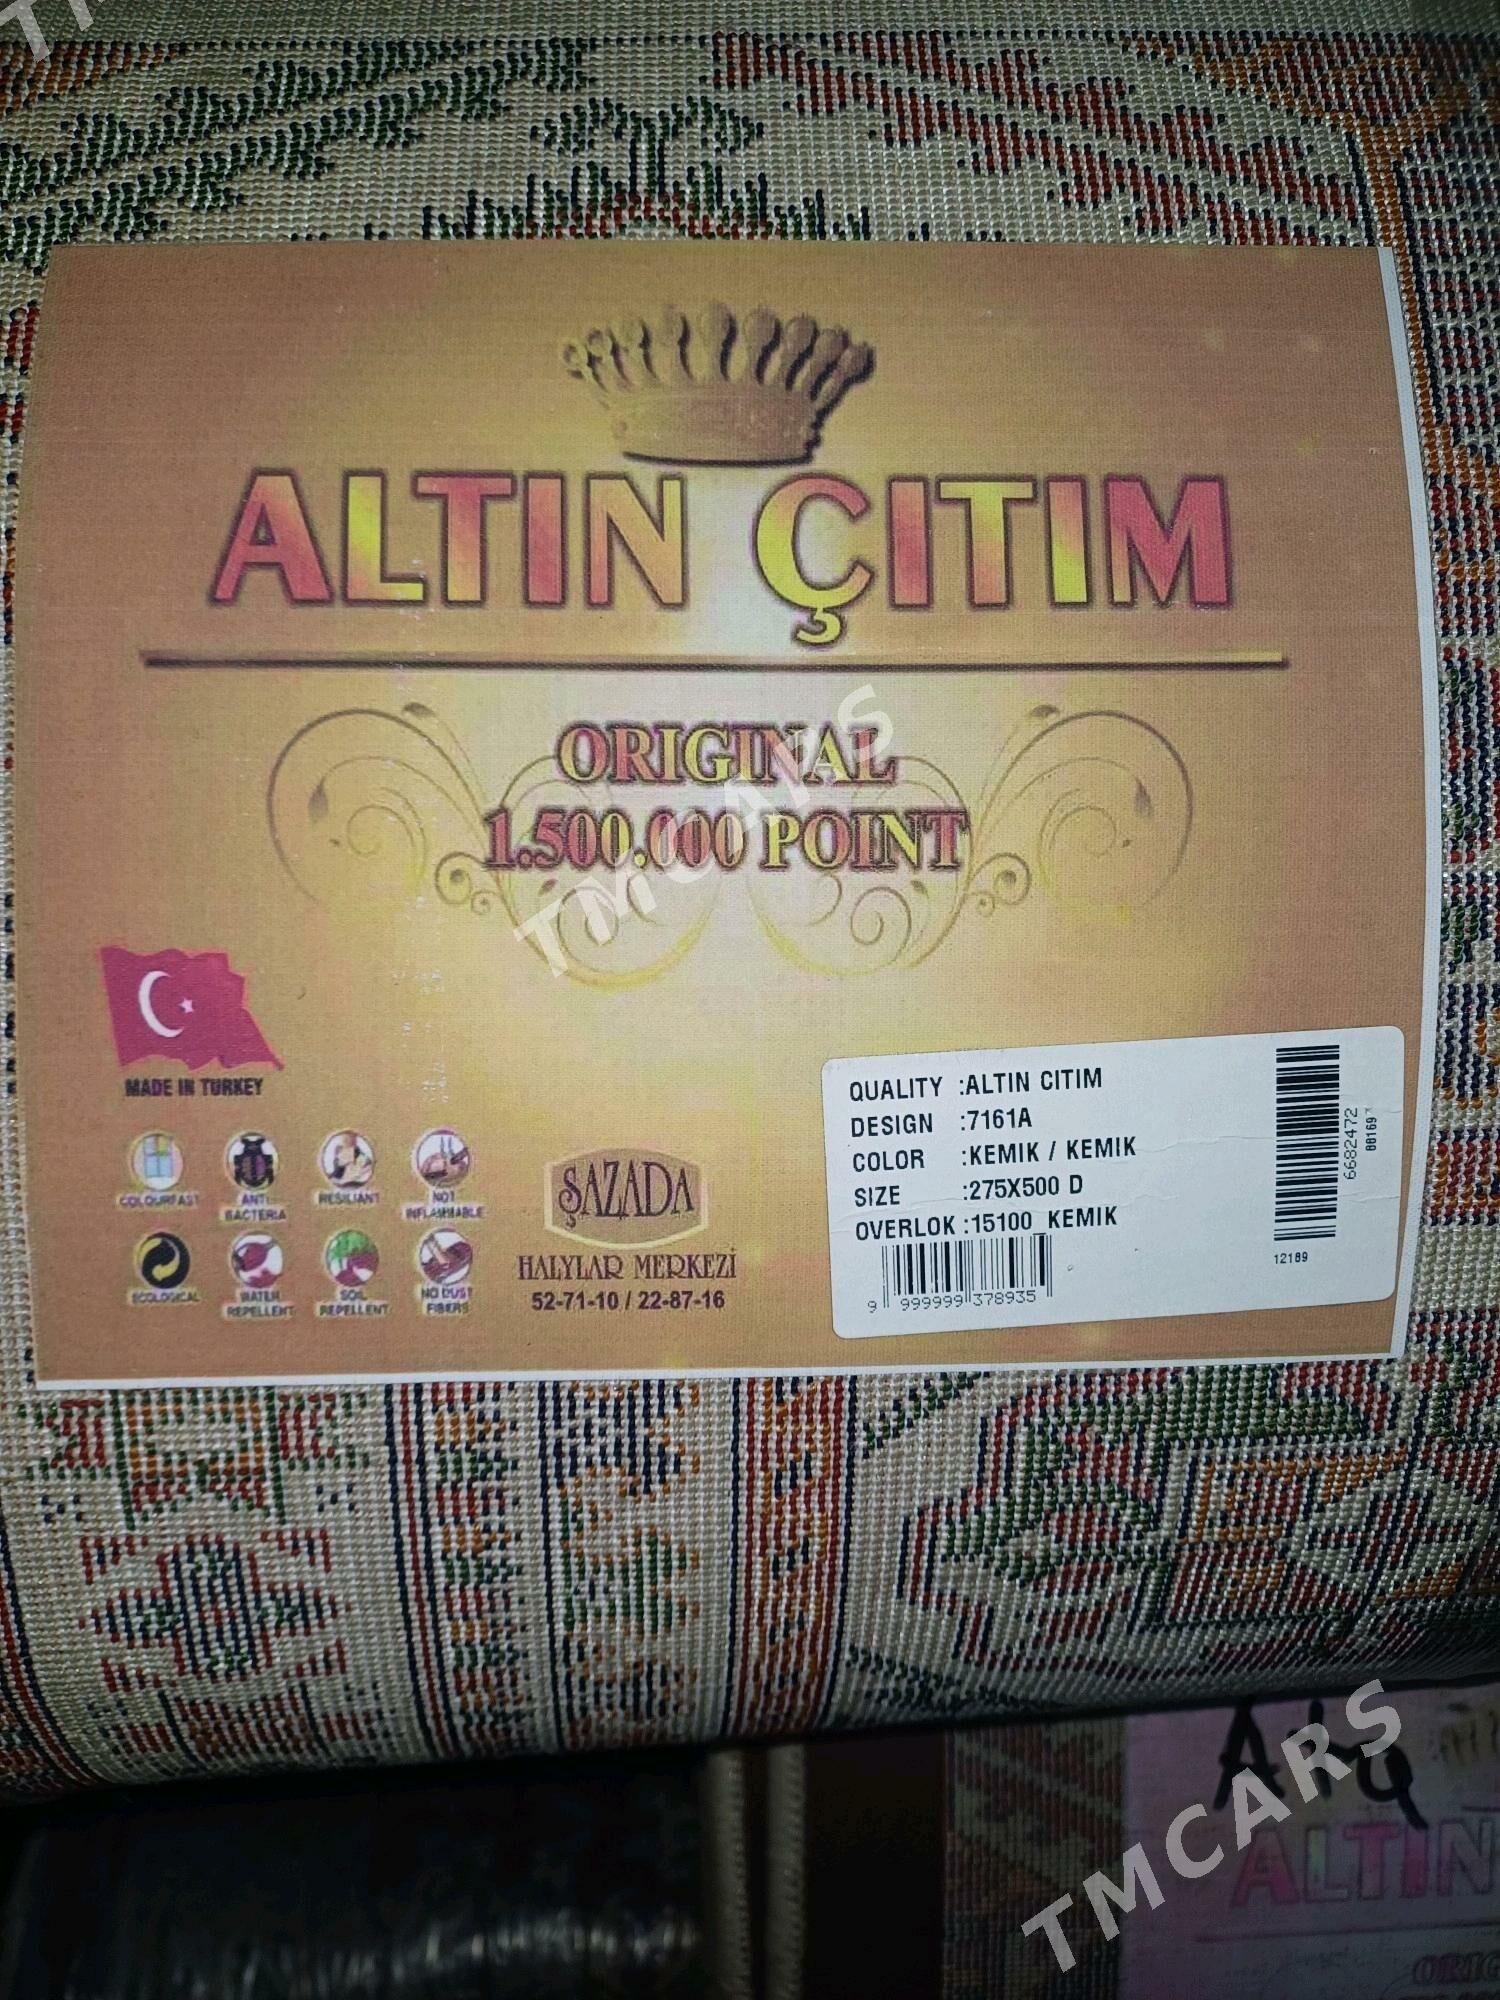 ALTIN ÇITIM
ORIGINAL
1.500.000 POINT
MADE IN TURKEY
COLOURFAST
ANTI BACTERIA
RESILIANT
NOT INFLAMMABLE
ECOLOGICAL
WATER REPELLENT
SOIL REPELLENT
NO DUST FIBERS
ŞAZADA
HALYLAR MERKEZİ
52-71-10 / 22-87-16
QUALITY :ALTIN CITIM
DESIGN :7161A
COLOR :KEMIK / KEMIK
SIZE :275X500 D
OVERLOK :15100_KEMIK
9 999999 378935
6682472
12189
TMCARS
TMCARS
ALTIN